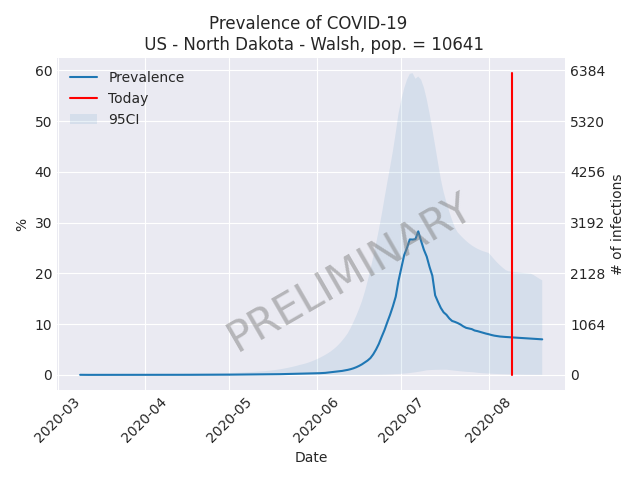 Prevalence of COVID-19
US - North Dakota - Walsh, pop. = 10641
Prevalence
Today
95CI
60
50
40
30
20
10
0
%
6384
5320
4256
3192
2128
1064
0
# of infections
PRELIMINARY
2020-03
2020-04
2020-05
2020-06
2020-07
2020-08
Date